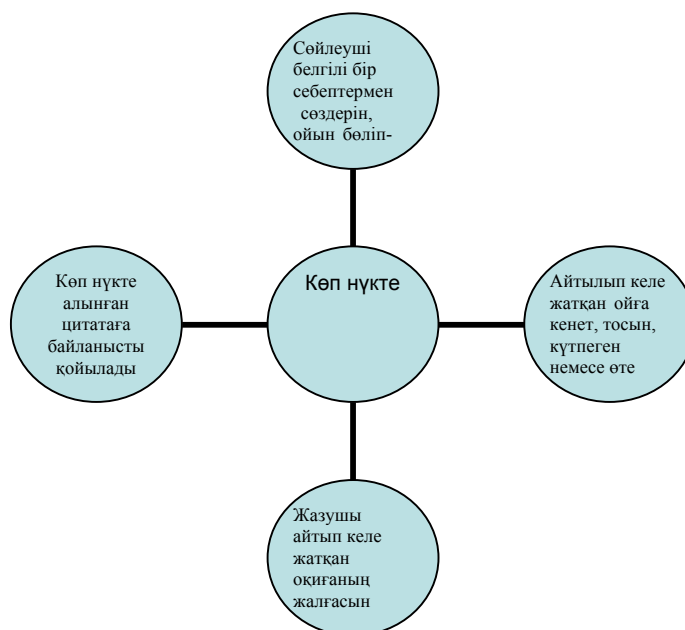 Сөйлеуші
белгілі бір
себептермен
сөздерін,
ойын бөліп-
Көп нүкте
алынған
цитатаға
байланысты
қойылады
Көп нүкте
Айтылып келе
жатқан ойға
кенет, тосын,
күтпеген
немесе өте
Жазушы
айтып келе
жатқан
оқиғаның
жалғасын